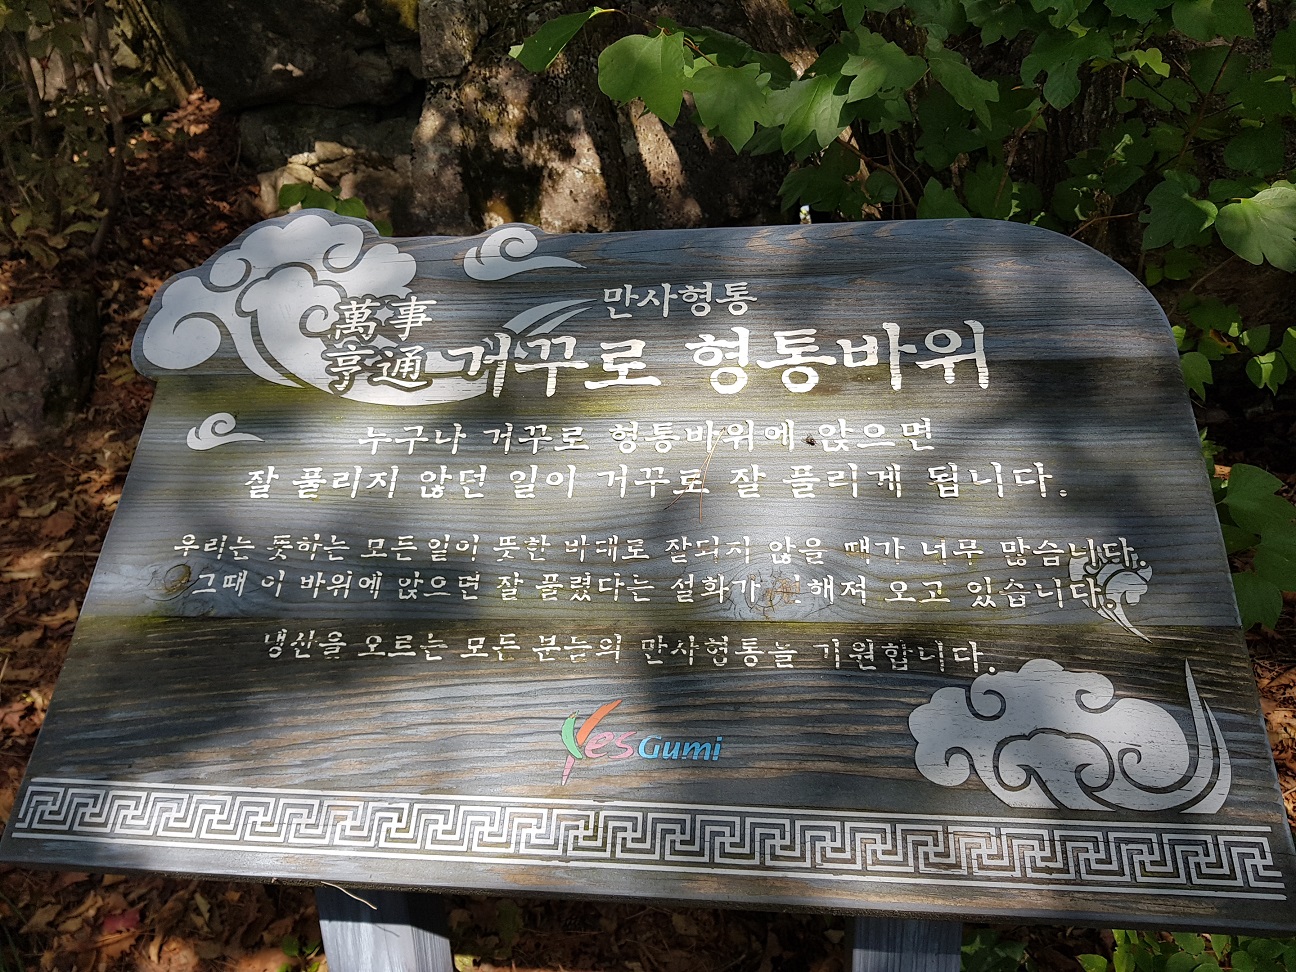 萬事
亨通
만사형통
거꾸로 형통바위
누구나 거꾸로 형통바위에 앉으면
잘 풀리지 않던 일이 거꾸로 잘 풀리게 됩니다.
우리는 뜻하는 모든 일이 뜻한 바대로 잘되지 않을 때가 너무 많습니다.
그때 이 바위에 앉으면 잘 풀렸다는 설화가 해져 오고 있습니다.
냉산을 오르는 모든 분들의 만사형통을 기원합니다.
Yes Gumi